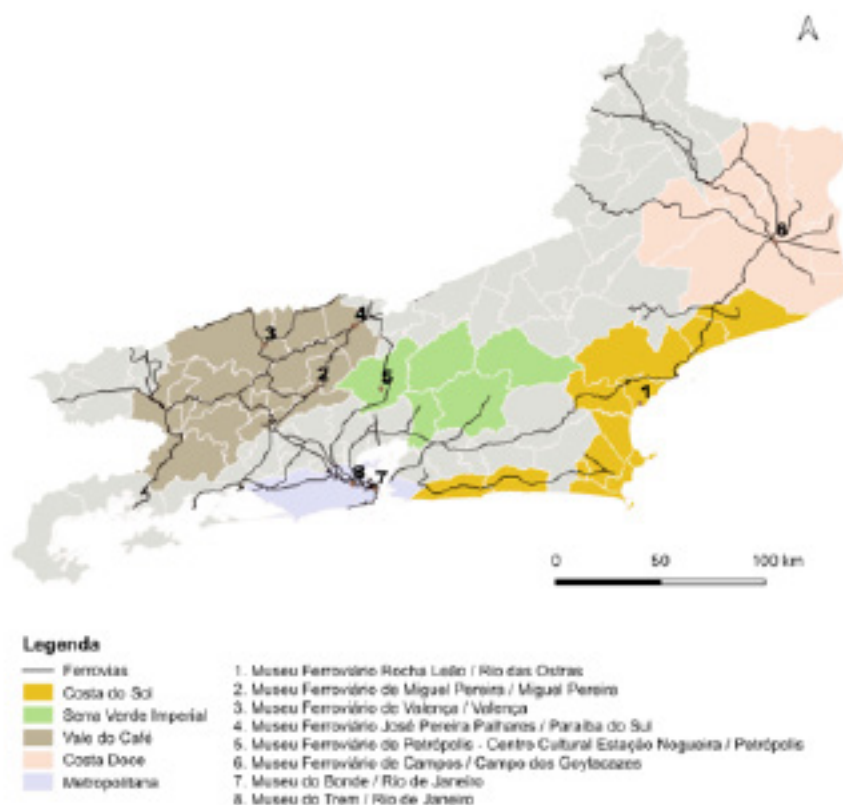 3
4
2
5
6
1
8
7
0 50 100 km
Legenda
Ferrovias
Costa do Sol
Serra Verde Imperial
Vale do Café
Costa Doce
Metropolitana
1. Museu Ferroviário Rocha Leão / Rio das Ostras
2. Museu Ferroviário de Miguel Pereira / Miguel Pereira
3. Museu Ferroviário de Valença / Valença
4. Museu Ferroviário José Pereira Palhares / Paraíba do Sul
5. Museu Ferroviário de Petrópolis - Centro Cultural Estação Nogueira / Petrópolis
6. Museu Ferroviário de Campos / Campo dos Goytacazes
7. Museu do Bonde / Rio de Janeiro
8. Museu do Trem / Rio de Janeiro